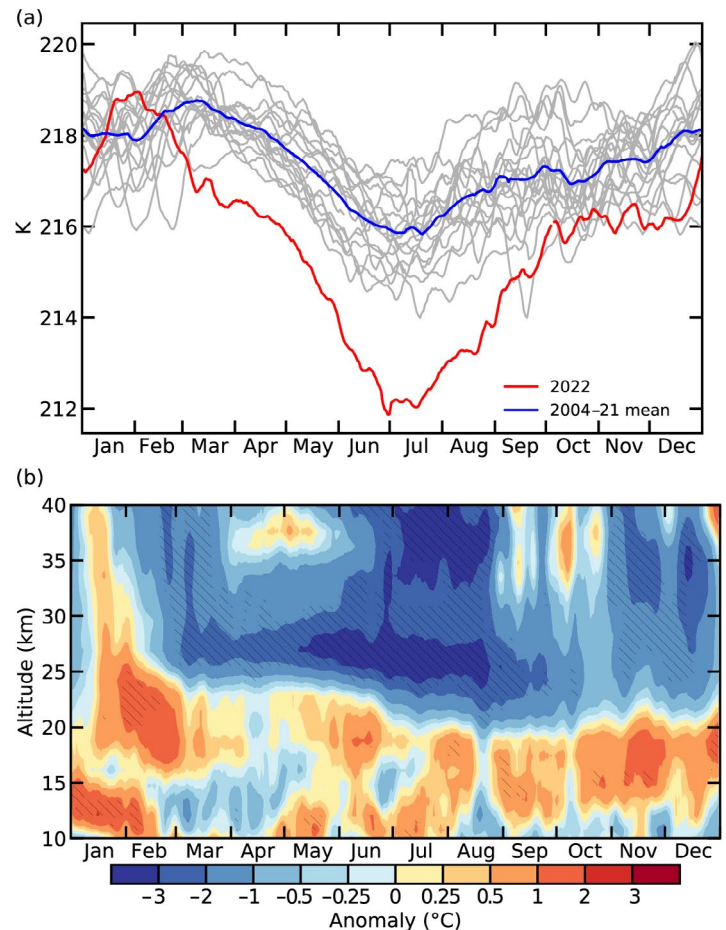 (a)
220
218
216
214
212
K
2022
2004–21 mean
Jan Feb Mar Apr May Jun Jul Aug Sep Oct Nov Dec
(b)
40
35
30
25
20
15
10
Altitude (km)
Jan Feb Mar Apr May Jun Jul Aug Sep Oct Nov Dec
−3 −2 −1 −0.5 −0.25 0 0.25 0.5 1 2 3
Anomaly (°C)